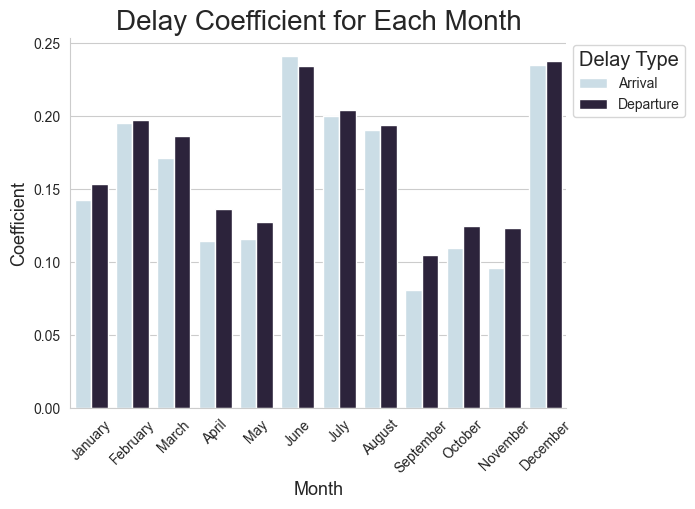 Delay Coefficient for Each Month
Delay Type
Arrival
Departure
Coefficient
0.25
0.20
0.15
0.10
0.05
0.00
January
February
March
April
May
June
July
August
September
October
November
December
Month